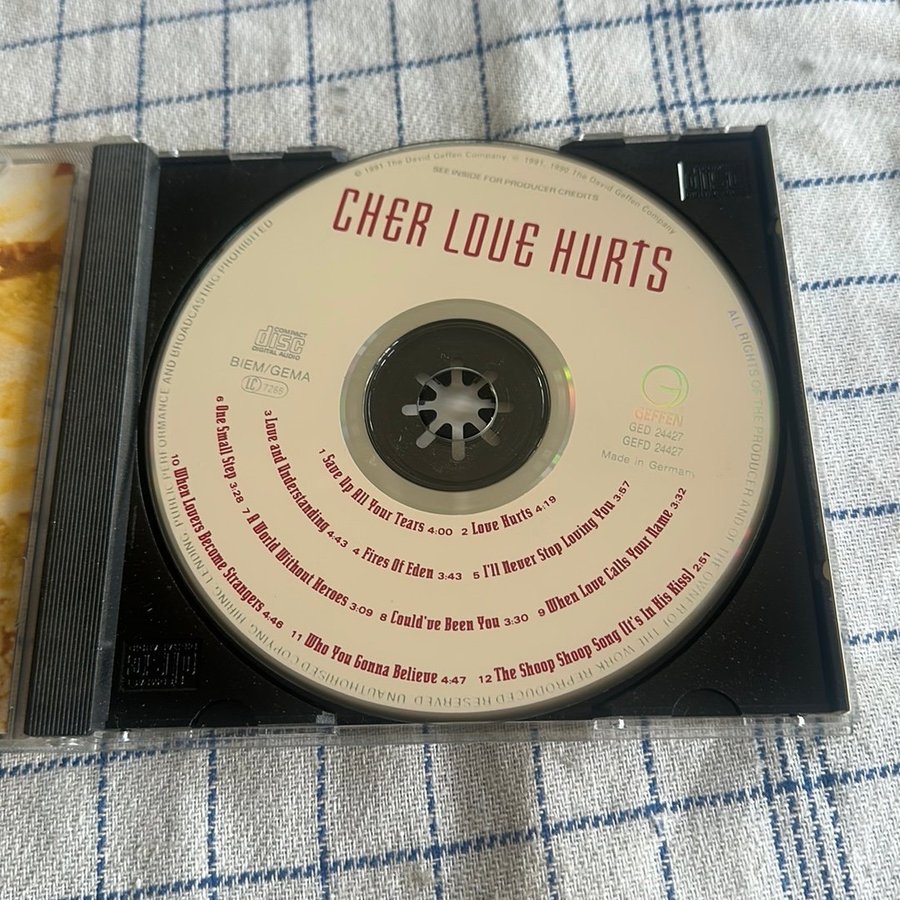 ℗ 1991 The David Geffen Company. © 1991, 1990 The David Geffen Company
SEE INSIDE FOR PRODUCER CREDITS
CHER LOVE HURTS
COMPACT
disc
DIGITAL AUDIO
BIEM/GEMA
LC 7266
GEFFEN
GED 24427
GEFD 24427
Made in Germany
1 Save Up All Your Tears 4:00 2 Love Hurts 4:19
3 Love and Understanding 4:43 4 Fires Of Eden 3:43 5 I'll Never Stop Loving You 3:57
6 One Small Step 3:28 7 A World Without Heroes 3:09 8 Could've Been You 3:30 9 When Love Calls Your Name 3:32
10 When Lovers Become Strangers 4:46 11 Who You Gonna Believe 4:47 12 The Shoop Shoop Song (It's In His Kiss) 2:51
ALL RIGHTS OF THE PRODUCER AND OF THE OWNER OF THE WORK REPRODUCED RESERVED. UNAUTHORISED COPYING, HIRING, LENDING, PUBLIC PERFORMANCE AND BROADCASTING PROHIBITED
disc
disc